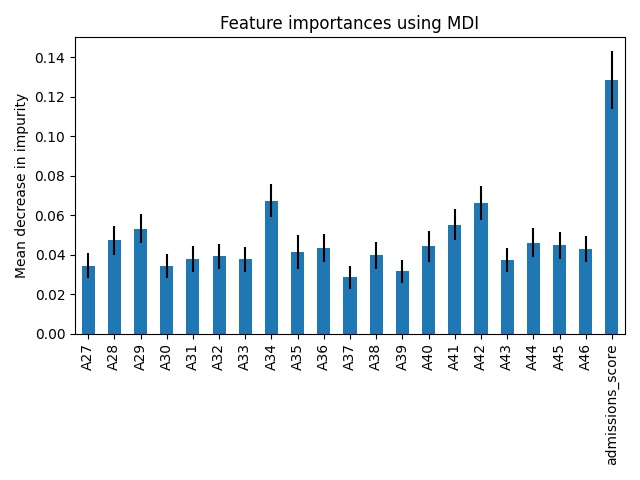 Feature importances using MDI
Mean decrease in impurity
0.14
0.12
0.10
0.08
0.06
0.04
0.02
0.00
A27
A28
A29
A30
A31
A32
A33
A34
A35
A36
A37
A38
A39
A40
A41
A42
A43
A44
A45
A46
admissions_score